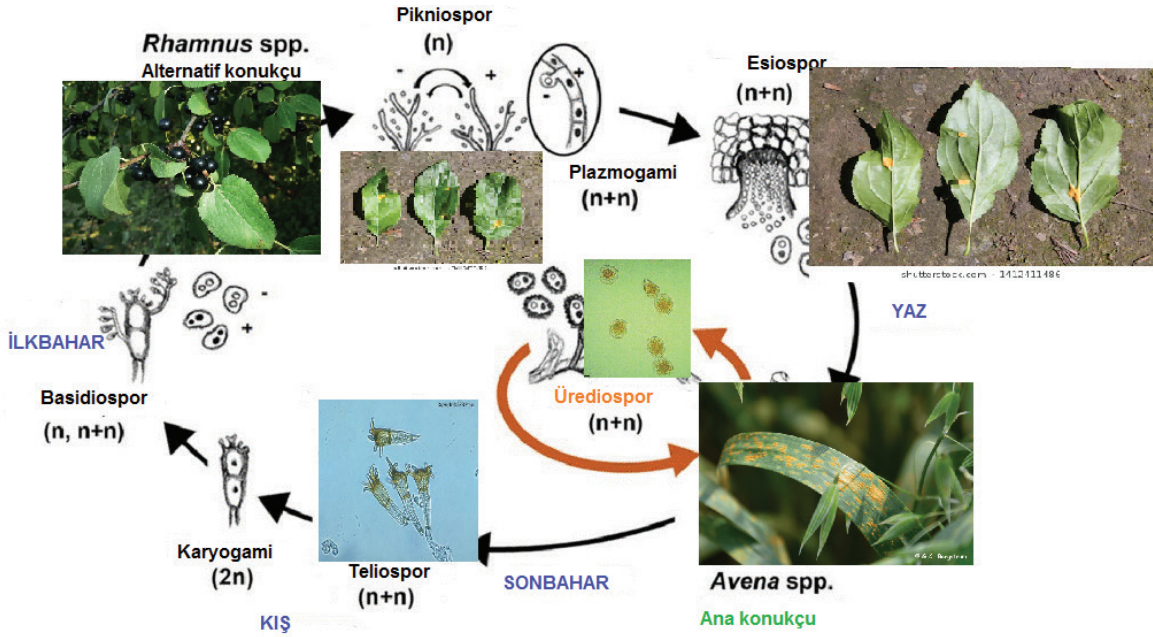 Pikniospor
(n)
Rhamnus spp.
Alternatif konukçu
- +
+
-
Esiospor
(n+n)
Plazmogami
(n+n)
shutterstock.com · 1412411486
YAZ
İLKBAHAR
-
+
Basidiospor
(n, n+n)
Ürediospor
(n+n)
Karyogami
(2n)
Teliospor
(n+n)
SONBAHAR
KIŞ
Avena spp.
Ana konukçu